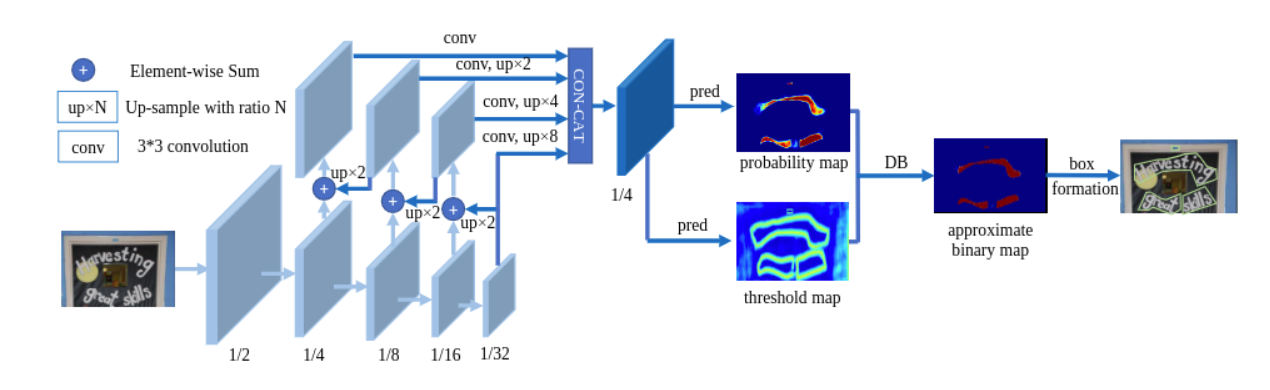 conv
Element-wise Sum
conv, up×2
up×N
Up-sample with ratio N
conv, up×4
conv
3*3 convolution
conv, up×8
CON-CAT
pred
up×2
up×2
up×2
1/4
probability map
DB
box
formation
Harvesting
great skills
pred
approximate
binary map
threshold map
Harvesting
great skills
1/2
1/4
1/8
1/16
1/32